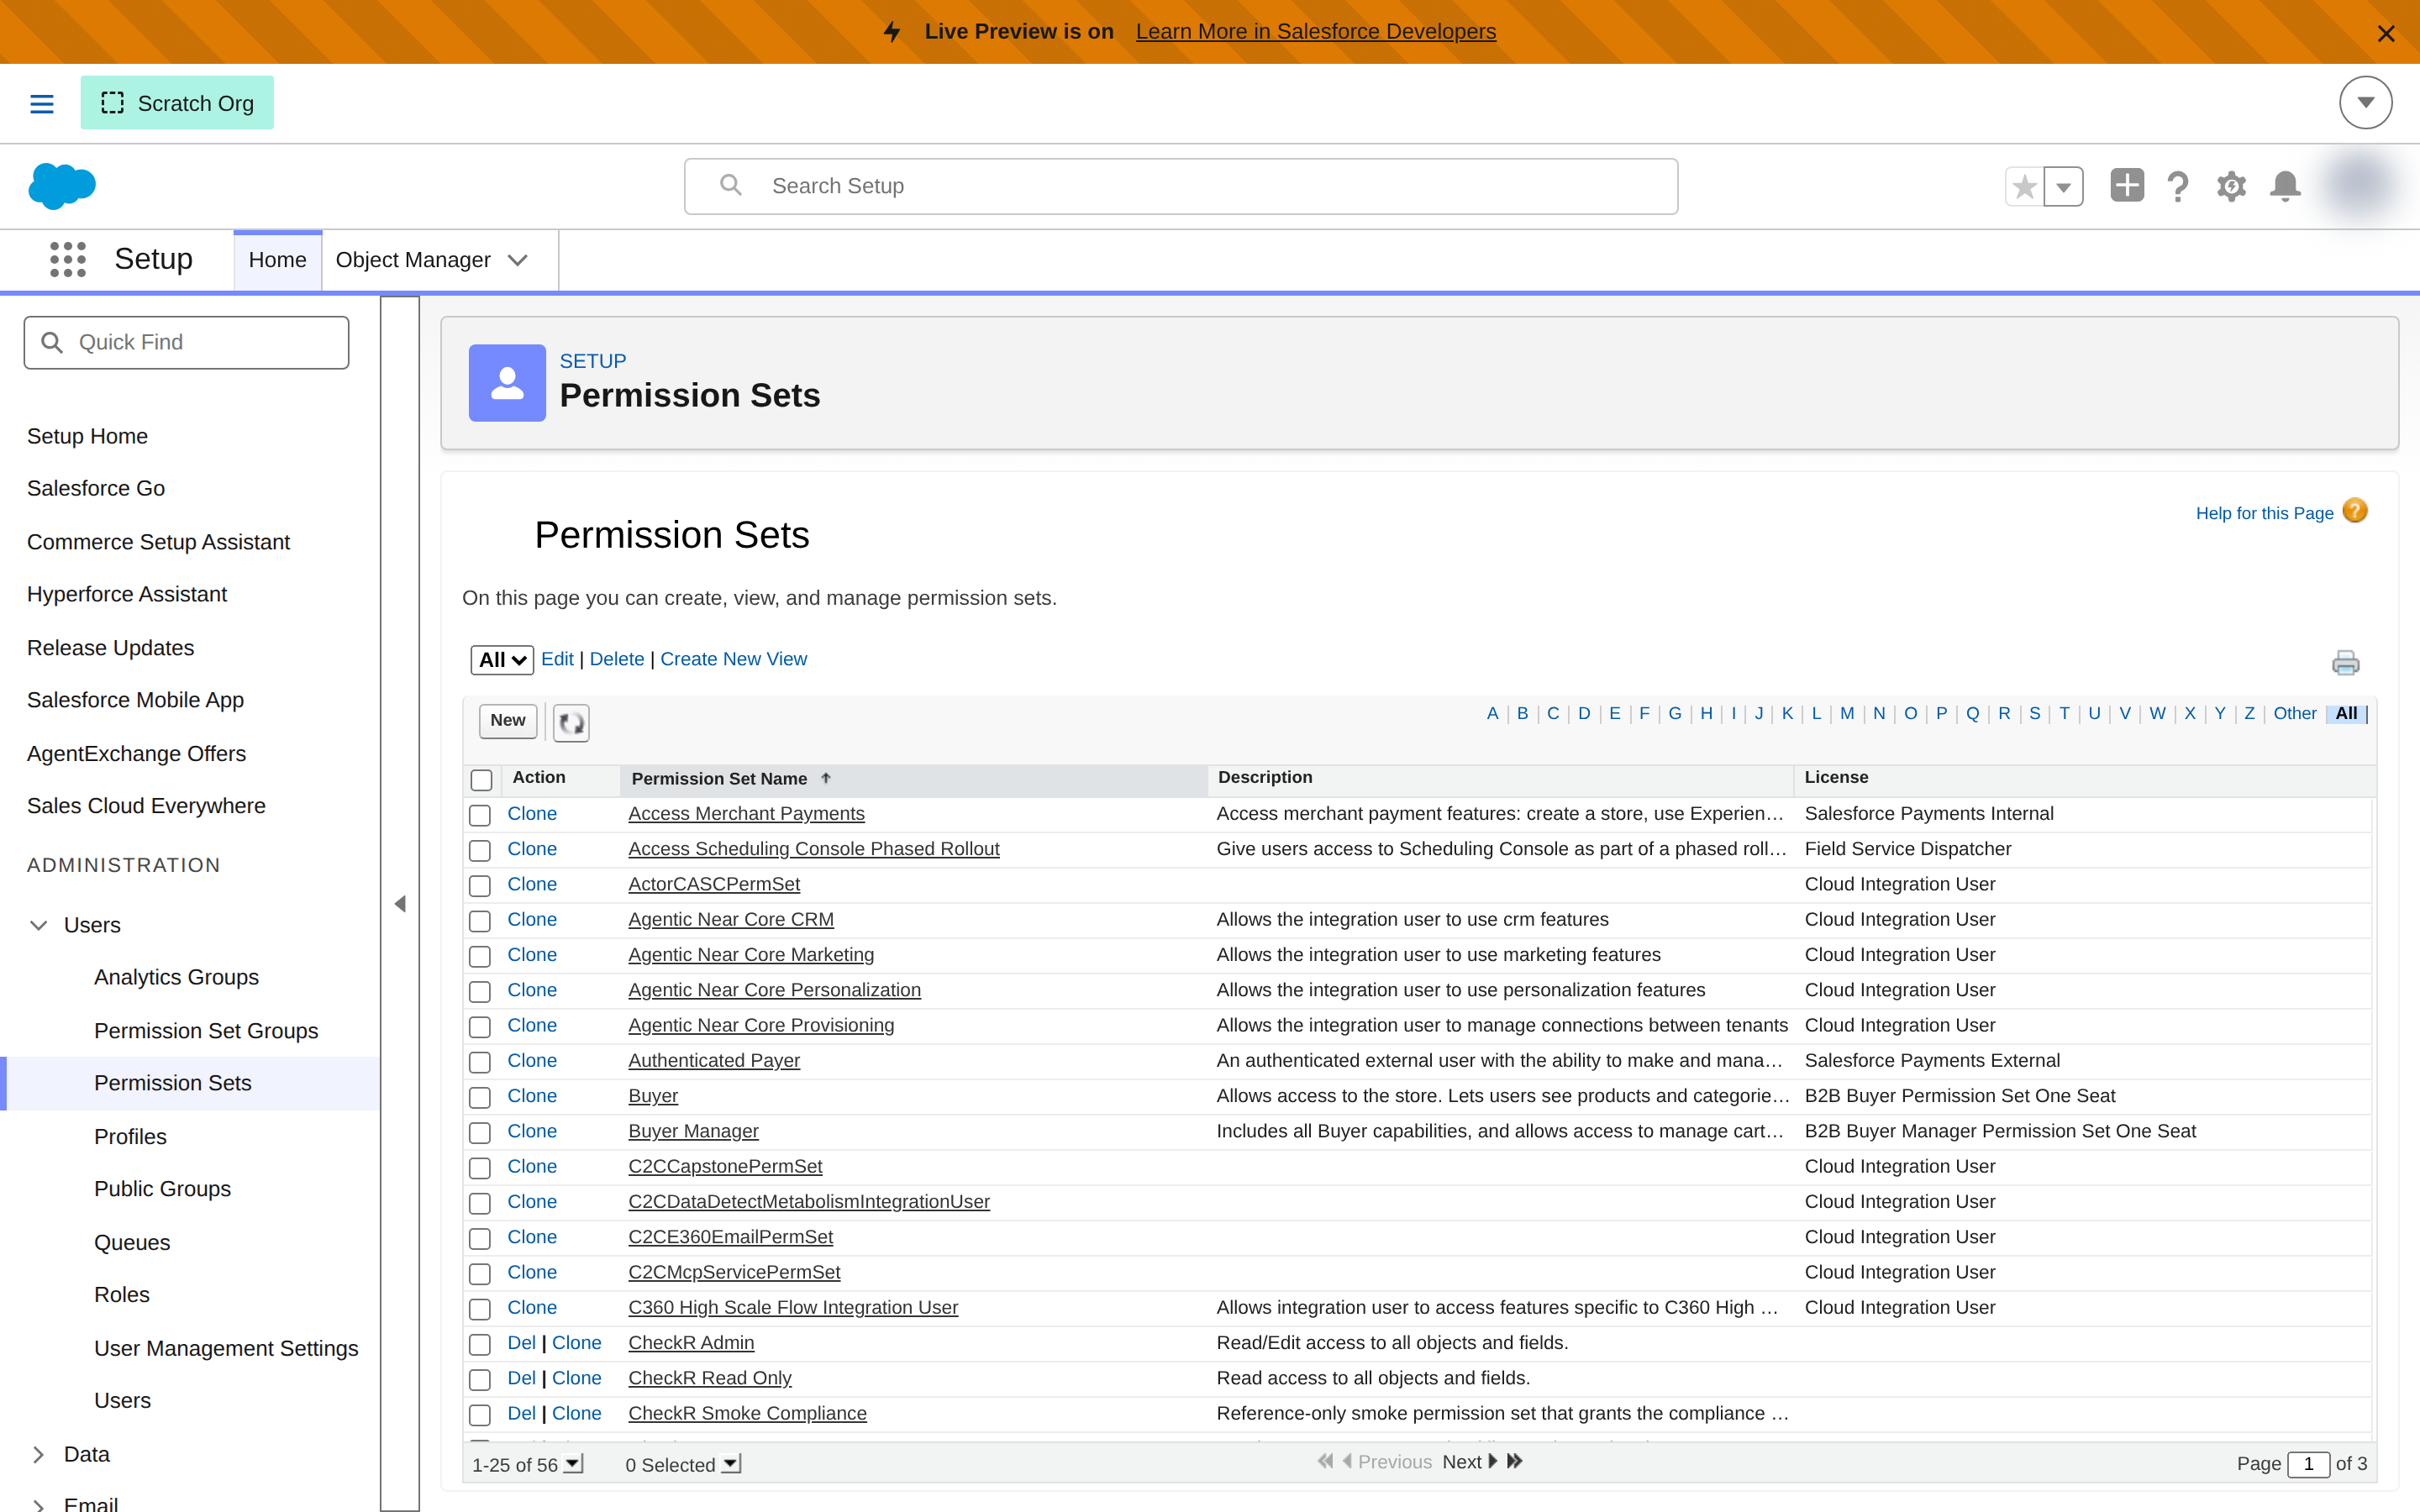 Live Preview is on Learn More in Salesforce Developers
Scratch Org
Search Setup
Setup Home Object Manager
Quick Find
Setup Home
Salesforce Go
Commerce Setup Assistant
Hyperforce Assistant
Release Updates
Salesforce Mobile App
AgentExchange Offers
Sales Cloud Everywhere
ADMINISTRATION
Users
Analytics Groups
Permission Set Groups
Permission Sets
Profiles
Public Groups
Queues
Roles
User Management Settings
Users
Data
Email
SETUP
Permission Sets
Permission Sets
Help for this Page ?
On this page you can create, view, and manage permission sets.
All Edit | Delete | Create New View
New
A | B | C | D | E | F | G | H | I | J | K | L | M | N | O | P | Q | R | S | T | U | V | W | X | Y | Z | Other | All |
Action Permission Set Name Description License
Clone Access Merchant Payments Access merchant payment features: create a store, use Experien… Salesforce Payments Internal
Clone Access Scheduling Console Phased Rollout Give users access to Scheduling Console as part of a phased roll… Field Service Dispatcher
Clone ActorCASCPermSet Cloud Integration User
Clone Agentic Near Core CRM Allows the integration user to use crm features Cloud Integration User
Clone Agentic Near Core Marketing Allows the integration user to use marketing features Cloud Integration User
Clone Agentic Near Core Personalization Allows the integration user to use personalization features Cloud Integration User
Clone Agentic Near Core Provisioning Allows the integration user to manage connections between tenants Cloud Integration User
Clone Authenticated Payer An authenticated external user with the ability to make and mana… Salesforce Payments External
Clone Buyer Allows access to the store. Lets users see products and categorie… B2B Buyer Permission Set One Seat
Clone Buyer Manager Includes all Buyer capabilities, and allows access to manage cart… B2B Buyer Manager Permission Set One Seat
Clone C2CCapstonePermSet Cloud Integration User
Clone C2CDataDetectMetabolismIntegrationUser Cloud Integration User
Clone C2CE360EmailPermSet Cloud Integration User
Clone C2CMcpServicePermSet Cloud Integration User
Clone C360 High Scale Flow Integration User Allows integration user to access features specific to C360 High … Cloud Integration User
Del | Clone CheckR Admin Read/Edit access to all objects and fields.
Del | Clone CheckR Read Only Read access to all objects and fields.
Del | Clone CheckR Smoke Compliance Reference-only smoke permission set that grants the compliance …
1-25 of 56 0 Selected Previous Next Page 1 of 3